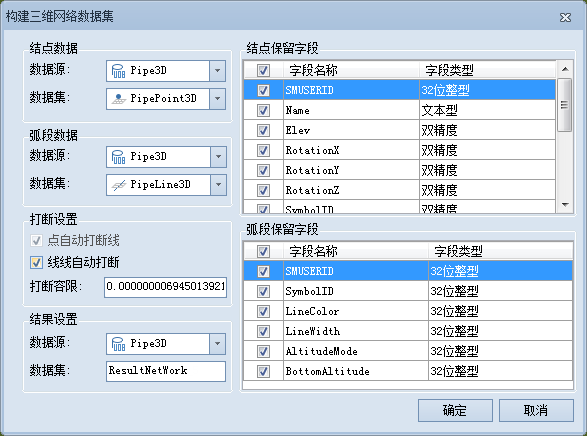 构建三维网络数据集
结点数据
数据源: Pipe3D
数据集: PipePoint3D
弧段数据
数据源: Pipe3D
数据集: PipeLine3D
打断设置
点自动打断线
线线自动打断
打断容限: 0.000000006945013921
结果设置
数据源: Pipe3D
数据集: ResultNetWork
结点保留字段
字段名称 字段类型
SMUSERID 32位整型
Name 文本型
Elev 双精度
RotationX 双精度
RotationY 双精度
RotationZ 双精度
SymbolID 32位整型
弧段保留字段
字段名称 字段类型
SMUSERID 32位整型
SymbolID 32位整型
LineColor 32位整型
LineWidth 32位整型
AltitudeMode 32位整型
BottomAltitude 32位整型
确定 取消